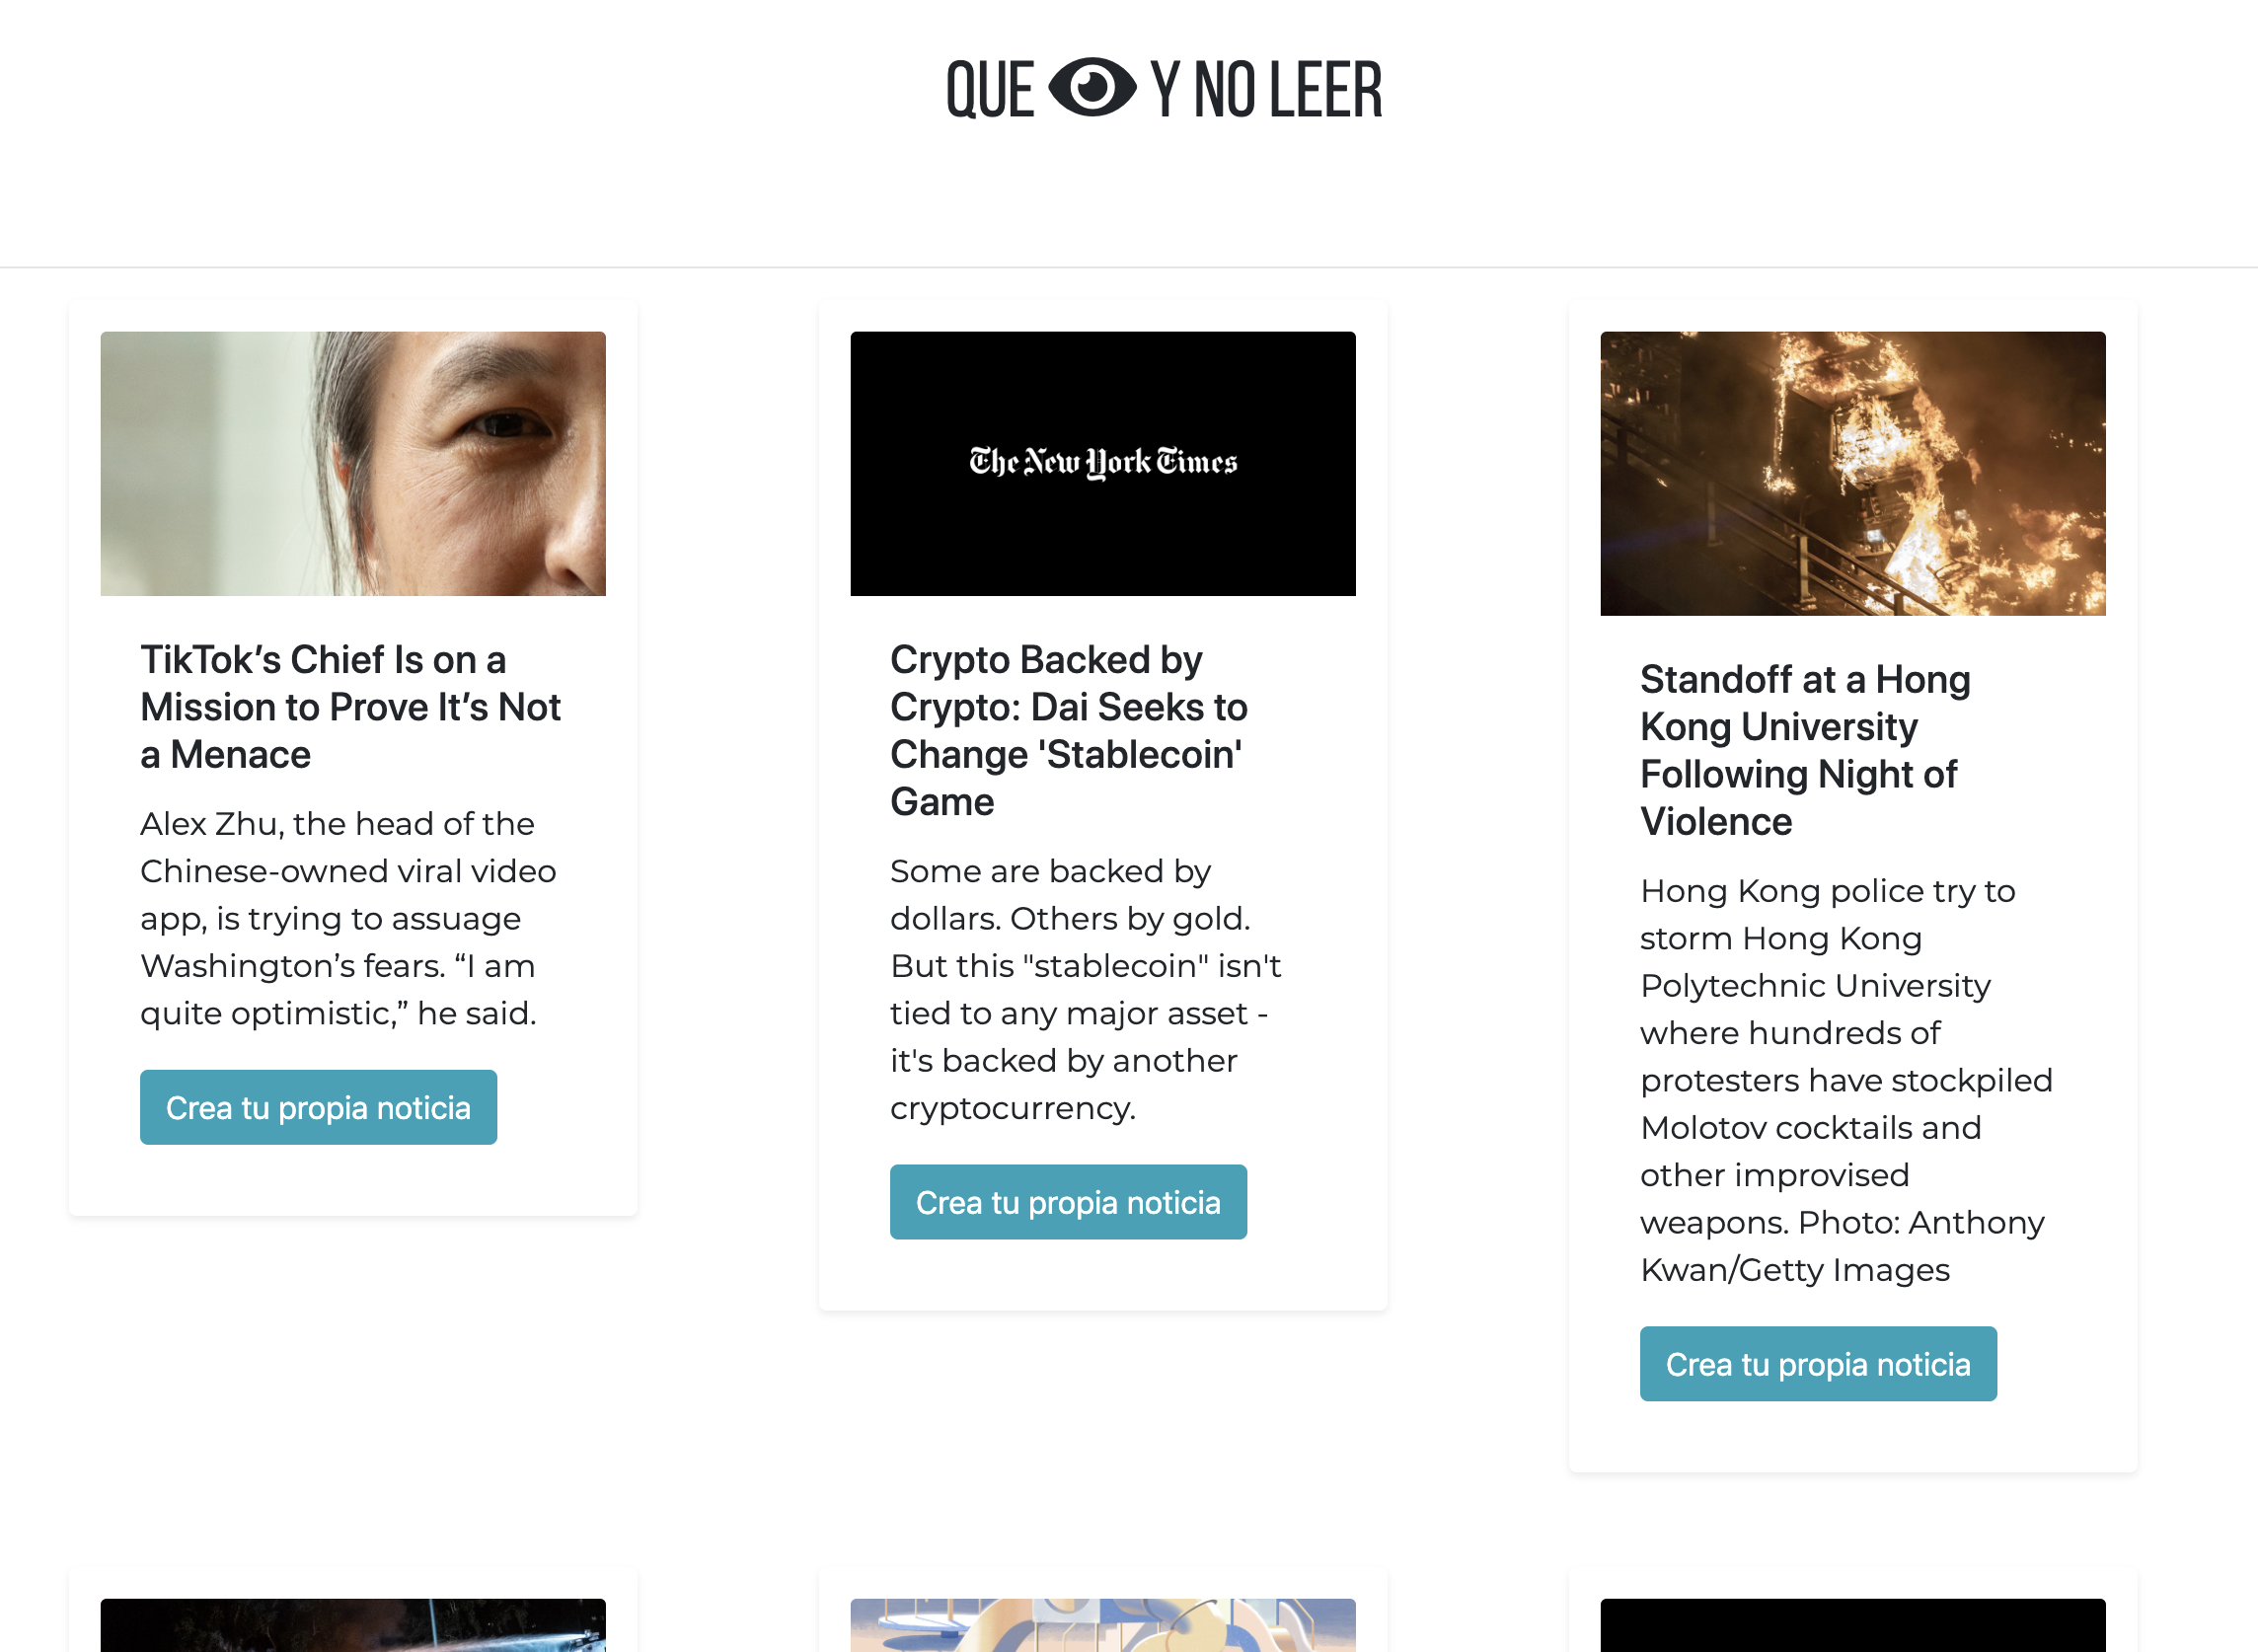 QUE Y NO LEER
The New York Times
TikTok’s Chief Is on a
Mission to Prove It’s Not
a Menace
Alex Zhu, the head of the
Chinese-owned viral video
app, is trying to assuage
Washington’s fears. “I am
quite optimistic,” he said.
Crea tu propia noticia
Crypto Backed by
Crypto: Dai Seeks to
Change 'Stablecoin'
Game
Some are backed by
dollars. Others by gold.
But this "stablecoin" isn't
tied to any major asset -
it's backed by another
cryptocurrency.
Crea tu propia noticia
Standoff at a Hong
Kong University
Following Night of
Violence
Hong Kong police try to
storm Hong Kong
Polytechnic University
where hundreds of
protesters have stockpiled
Molotov cocktails and
other improvised
weapons. Photo: Anthony
Kwan/Getty Images
Crea tu propia noticia